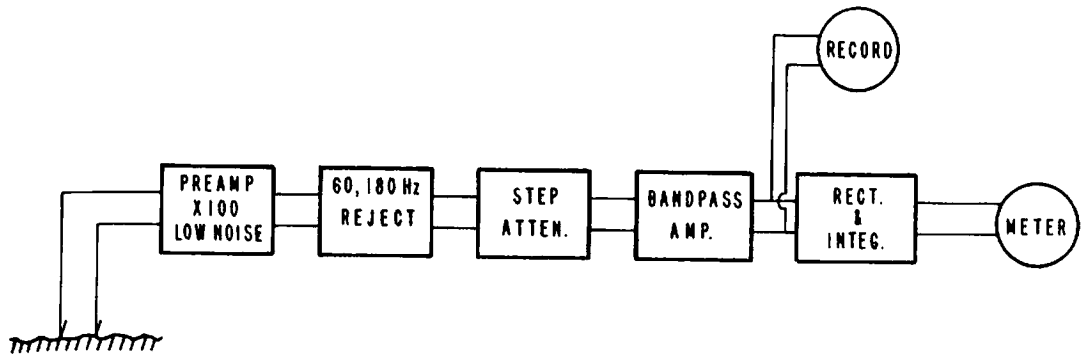 RECORD
PREAMP
X100
LOW NOISE
60, 180 Hz
REJECT
STEP
ATTEN.
BANDPASS
AMP.
RECT.
&
INTEG.
METER